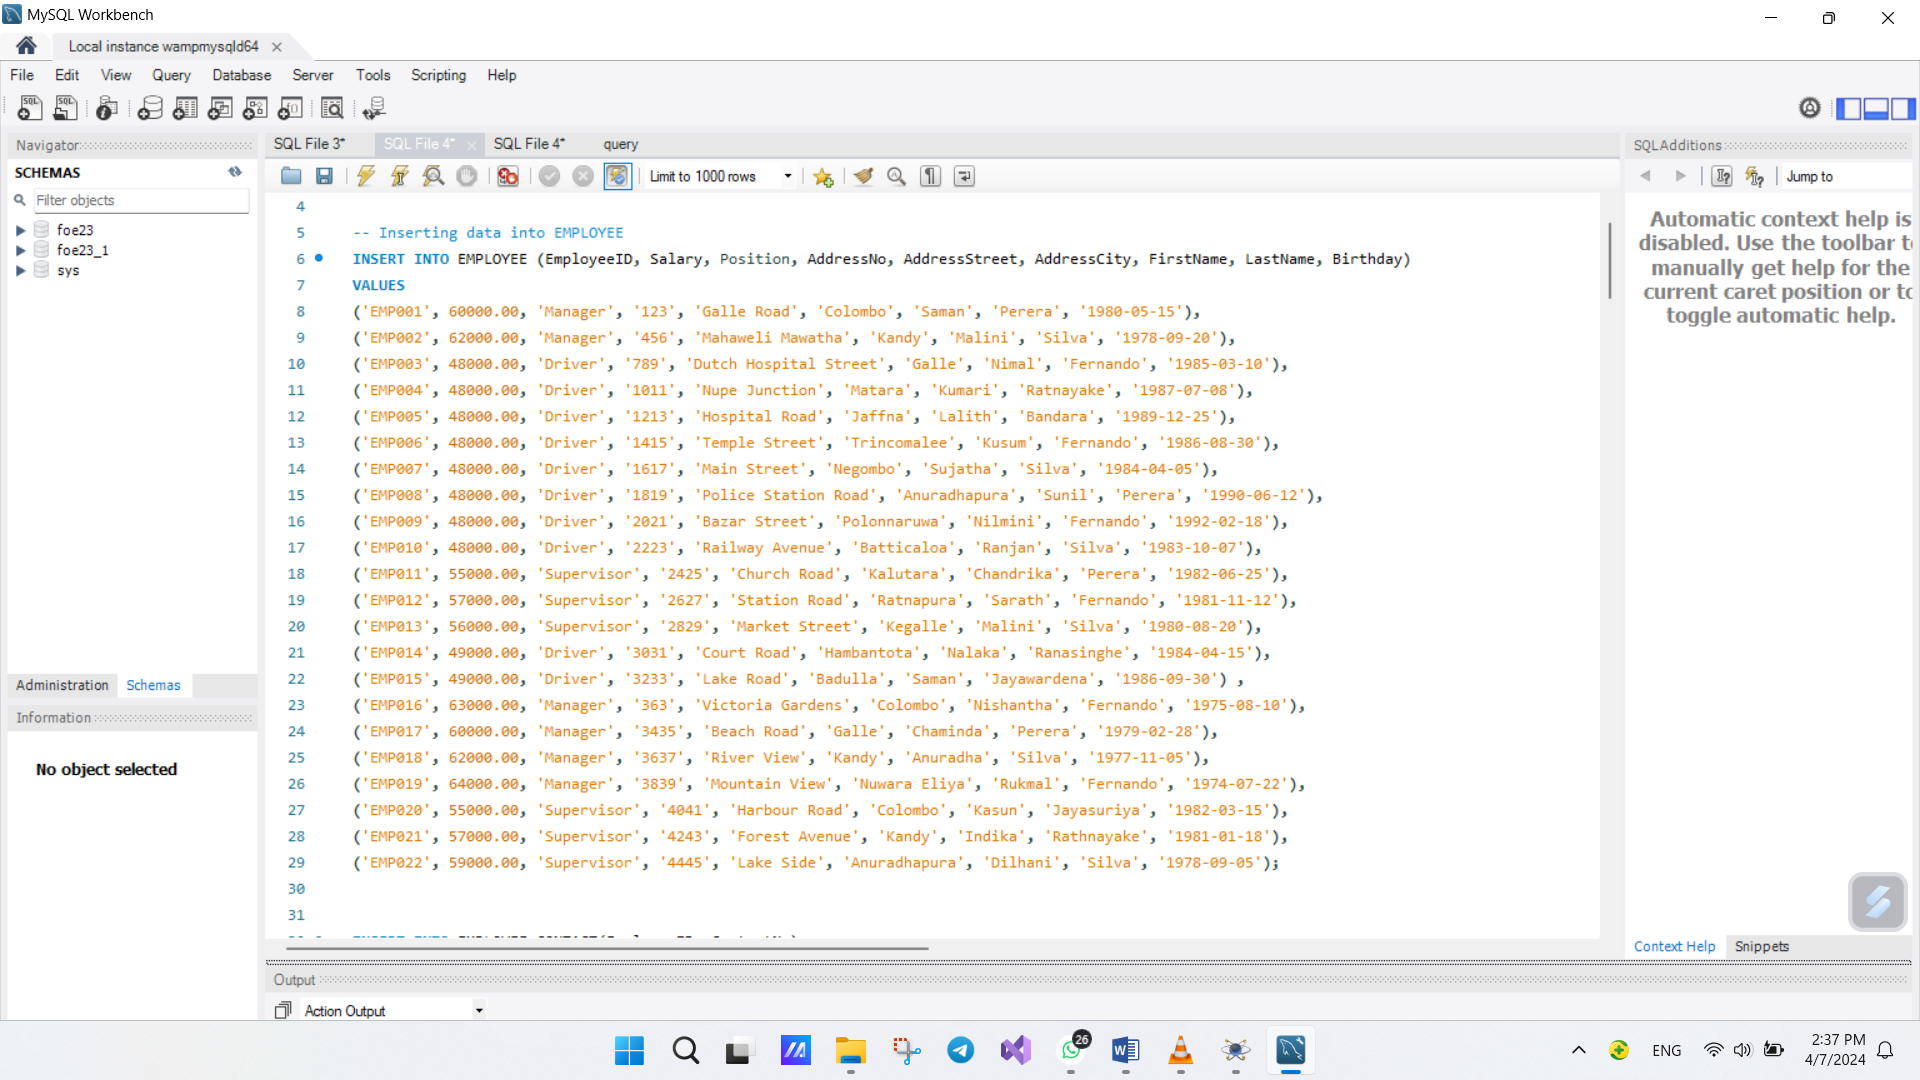 MySQL Workbench
Local instance wampmysqld64
File Edit View Query Database Server Tools Scripting Help
Navigator
SCHEMAS
Filter objects
foe23
foe23_1
sys
Administration Schemas
Information
No object selected
SQL File 3* SQL File 4* SQL File 4* query
Limit to 1000 rows
4
5 -- Inserting data into EMPLOYEE
6 INSERT INTO EMPLOYEE (EmployeeID, Salary, Position, AddressNo, AddressStreet, AddressCity, FirstName, LastName, Birthday)
7 VALUES
8 ('EMP001', 60000.00, 'Manager', '123', 'Galle Road', 'Colombo', 'Saman', 'Perera', '1980-05-15'),
9 ('EMP002', 62000.00, 'Manager', '456', 'Mahaweli Mawatha', 'Kandy', 'Malini', 'Silva', '1978-09-20'),
10 ('EMP003', 48000.00, 'Driver', '789', 'Dutch Hospital Street', 'Galle', 'Nimal', 'Fernando', '1985-03-10'),
11 ('EMP004', 48000.00, 'Driver', '1011', 'Nupe Junction', 'Matara', 'Kumari', 'Ratnayake', '1987-07-08'),
12 ('EMP005', 48000.00, 'Driver', '1213', 'Hospital Road', 'Jaffna', 'Lalith', 'Bandara', '1989-12-25'),
13 ('EMP006', 48000.00, 'Driver', '1415', 'Temple Street', 'Trincomalee', 'Kusum', 'Fernando', '1986-08-30'),
14 ('EMP007', 48000.00, 'Driver', '1617', 'Main Street', 'Negombo', 'Sujatha', 'Silva', '1984-04-05'),
15 ('EMP008', 48000.00, 'Driver', '1819', 'Police Station Road', 'Anuradhapura', 'Sunil', 'Perera', '1990-06-12'),
16 ('EMP009', 48000.00, 'Driver', '2021', 'Bazar Street', 'Polonnaruwa', 'Nilmini', 'Fernando', '1992-02-18'),
17 ('EMP010', 48000.00, 'Driver', '2223', 'Railway Avenue', 'Batticaloa', 'Ranjan', 'Silva', '1983-10-07'),
18 ('EMP011', 55000.00, 'Supervisor', '2425', 'Church Road', 'Kalutara', 'Chandrika', 'Perera', '1982-06-25'),
19 ('EMP012', 57000.00, 'Supervisor', '2627', 'Station Road', 'Ratnapura', 'Sarath', 'Fernando', '1981-11-12'),
20 ('EMP013', 56000.00, 'Supervisor', '2829', 'Market Street', 'Kegalle', 'Malini', 'Silva', '1980-08-20'),
21 ('EMP014', 49000.00, 'Driver', '3031', 'Court Road', 'Hambantota', 'Nalaka', 'Ranasinghe', '1984-04-15'),
22 ('EMP015', 49000.00, 'Driver', '3233', 'Lake Road', 'Badulla', 'Saman', 'Jayawardena', '1986-09-30') ,
23 ('EMP016', 63000.00, 'Manager', '363', 'Victoria Gardens', 'Colombo', 'Nishantha', 'Fernando', '1975-08-10'),
24 ('EMP017', 60000.00, 'Manager', '3435', 'Beach Road', 'Galle', 'Chaminda', 'Perera', '1979-02-28'),
25 ('EMP018', 62000.00, 'Manager', '3637', 'River View', 'Kandy', 'Anuradha', 'Silva', '1977-11-05'),
26 ('EMP019', 64000.00, 'Manager', '3839', 'Mountain View', 'Nuwara Eliya', 'Rukmal', 'Fernando', '1974-07-22'),
27 ('EMP020', 55000.00, 'Supervisor', '4041', 'Harbour Road', 'Colombo', 'Kasun', 'Jayasuriya', '1982-03-15'),
28 ('EMP021', 57000.00, 'Supervisor', '4243', 'Forest Avenue', 'Kandy', 'Indika', 'Rathnayake', '1981-01-18'),
29 ('EMP022', 59000.00, 'Supervisor', '4445', 'Lake Side', 'Anuradhapura', 'Dilhani', 'Silva', '1978-09-05');
30
31
Output
Action Output
SQLAdditions
Jump to
Automatic context help is
disabled. Use the toolbar
manually get help for the
current caret position or
toggle automatic help.
Context Help Snippets
26
ENG
2:37 PM
4/7/2024